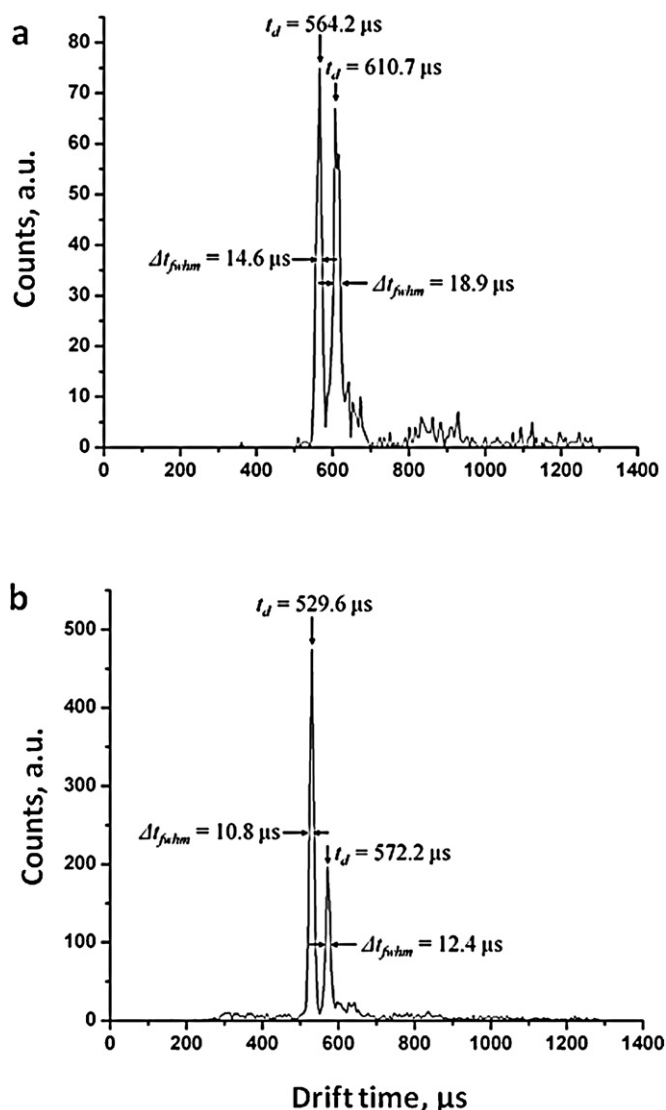 a
t_d = 564.2 µs
t_d = 610.7 µs
Δt_fwhm = 14.6 µs
Δt_fwhm = 18.9 µs
Counts, a.u.
80
70
60
50
40
30
20
10
0
0 200 400 600 800 1000 1200 1400
b
t_d = 529.6 µs
Δt_fwhm = 10.8 µs
t_d = 572.2 µs
Δt_fwhm = 12.4 µs
Counts, a.u.
500
400
300
200
100
0
0 200 400 600 800 1000 1200 1400
Drift time, µs